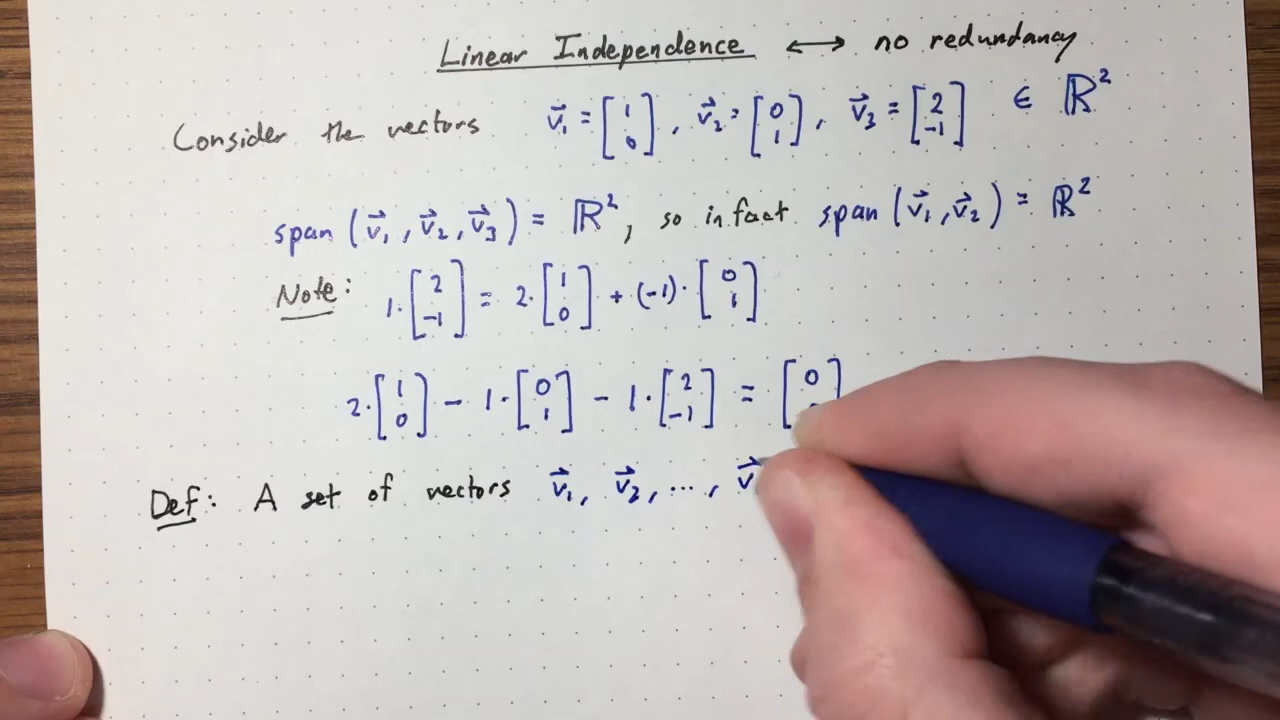 Linear Independence ⟷ no redundancy
Consider the vectors v⃗₁ = [1 0], v⃗₂ = [0 1], v⃗₃ = [2 -1] ∈ ℝ²
span (v⃗₁, v⃗₂, v⃗₃) = ℝ², so in fact span (v⃗₁, v⃗₂) = ℝ²
Note: 1·[2 -1] = 2·[1 0] + (-1)·[0 1]
2·[1 0] - 1·[0 1] - 1·[2 -1] = [0
Def: A set of vectors v⃗₁, v⃗₂, ..., v⃗